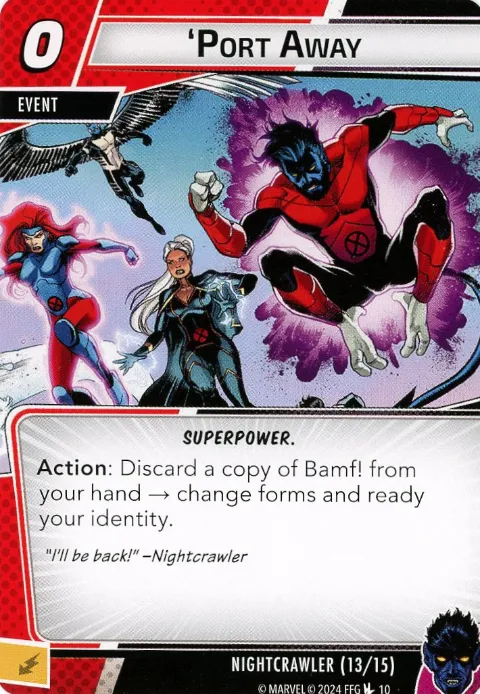 0
'PORT AWAY
EVENT
SUPERPOWER.
Action: Discard a copy of Bamf! from
your hand → change forms and ready
your identity.
"I'll be back!" –Nightcrawler
NIGHTCRAWLER (13/15)
© MARVEL © 2024 FFG 10